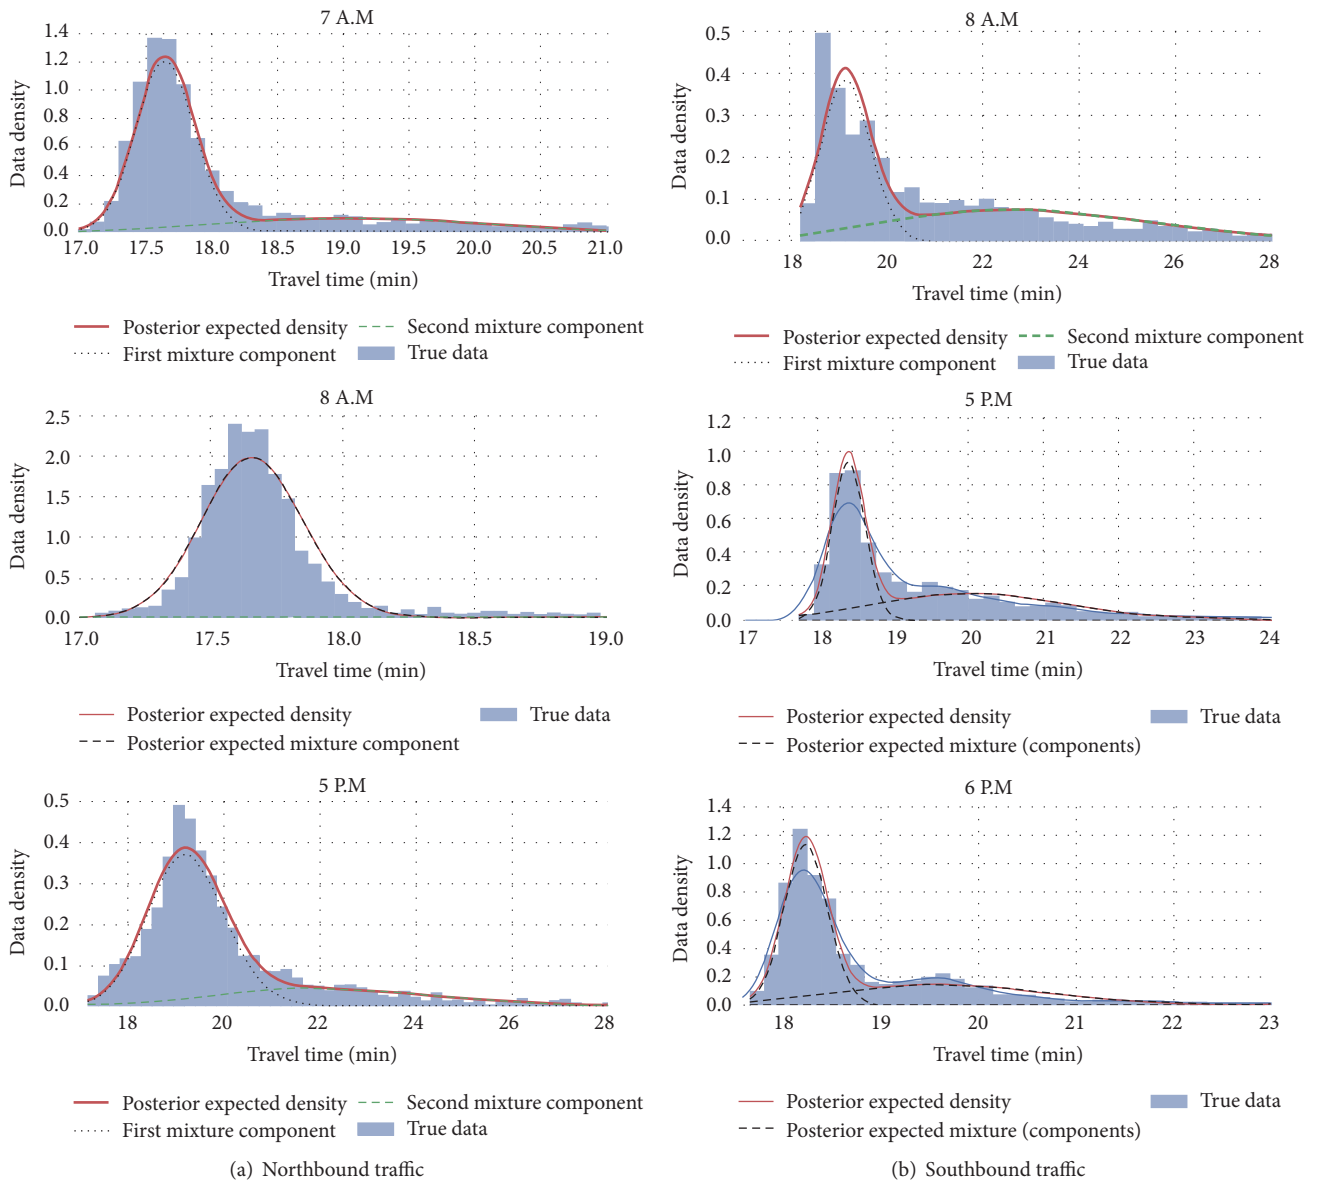 7 A.M
1.4
1.2
1.0
0.8
0.6
0.4
0.2
0.0
Data density
17.0 17.5 18.0 18.5 19.0 19.5 20.0 20.5 21.0
Travel time (min)
Posterior expected density Second mixture component
First mixture component True data
8 A.M
2.5
2.0
1.5
1.0
0.5
0.0
Data density
17.0 17.5 18.0 18.5 19.0
Travel time (min)
Posterior expected density True data
Posterior expected mixture component
5 P.M
0.5
0.4
0.3
0.2
0.1
0.0
Data density
18 20 22 24 26 28
Travel time (min)
Posterior expected density Second mixture component
First mixture component True data
(a) Northbound traffic
8 A.M
0.5
0.4
0.3
0.2
0.1
0.0
Data density
18 20 22 24 26 28
Travel time (min)
Posterior expected density Second mixture component
First mixture component True data
5 P.M
1.2
1.0
0.8
0.6
0.4
0.2
0.0
Data density
17 18 19 20 21 22 23 24
Travel time (min)
Posterior expected density True data
Posterior expected mixture (components)
6 P.M
1.4
1.2
1.0
0.8
0.6
0.4
0.2
0.0
Data density
18 19 20 21 22 23
Travel time (min)
Posterior expected density True data
Posterior expected mixture (components)
(b) Southbound traffic